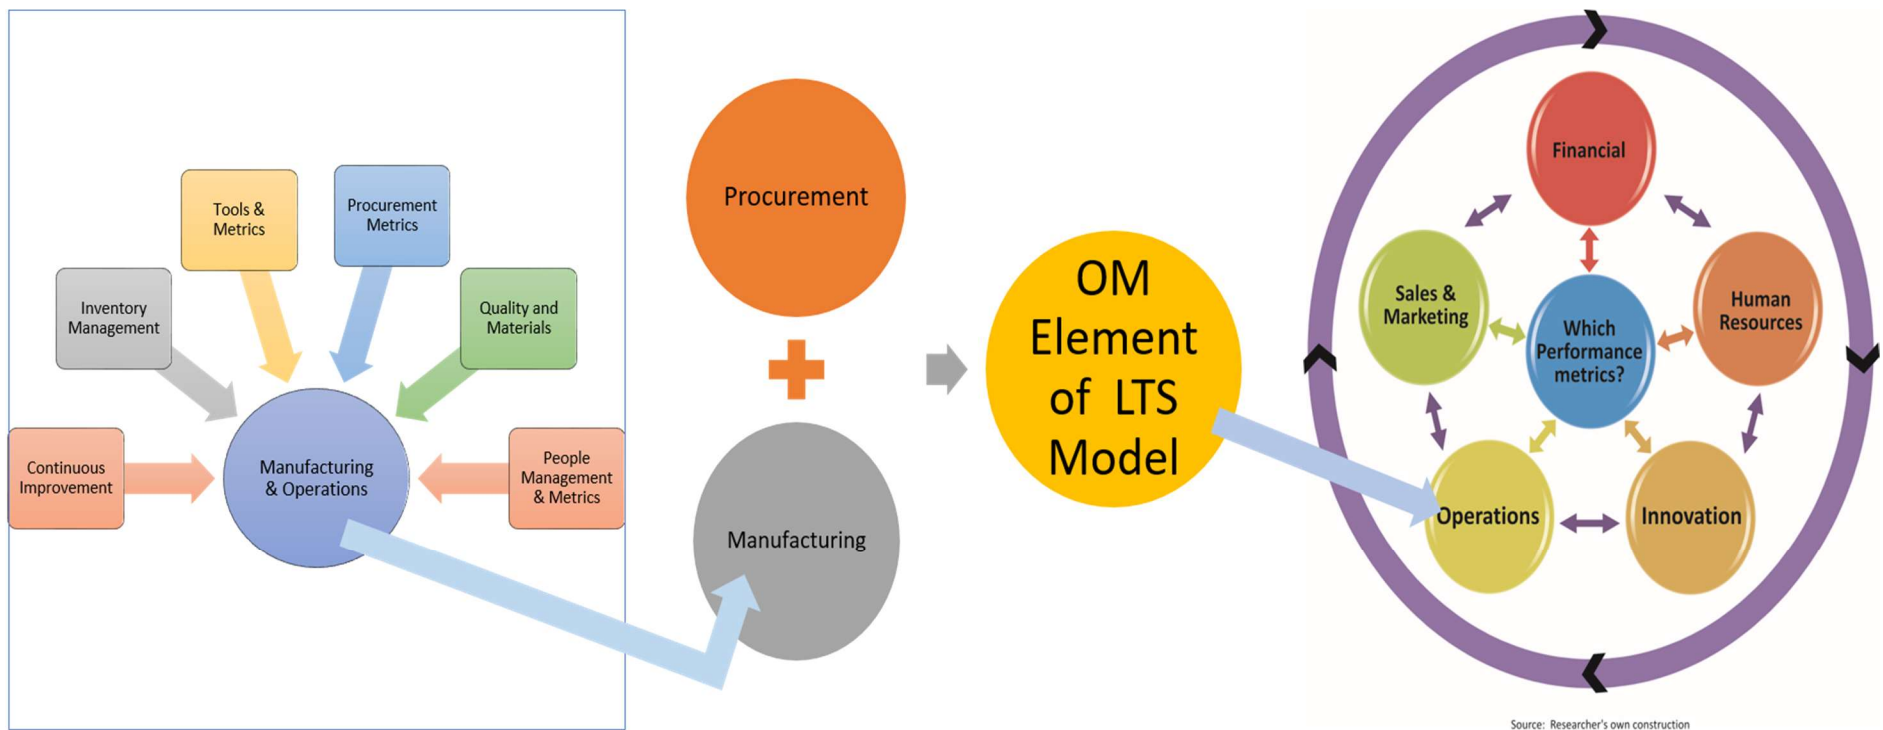 Tools &
Metrics
Procurement
Metrics
Inventory
Management
Quality and
Materials
Continuous
Improvement
Manufacturing
& Operations
People
Management
& Metrics
Procurement
Manufacturing
OM
Element
of LTS
Model
Financial
Sales &
Marketing
Human
Resources
Which
Performance
metrics?
Operations
Innovation
Source: Researcher's own construction